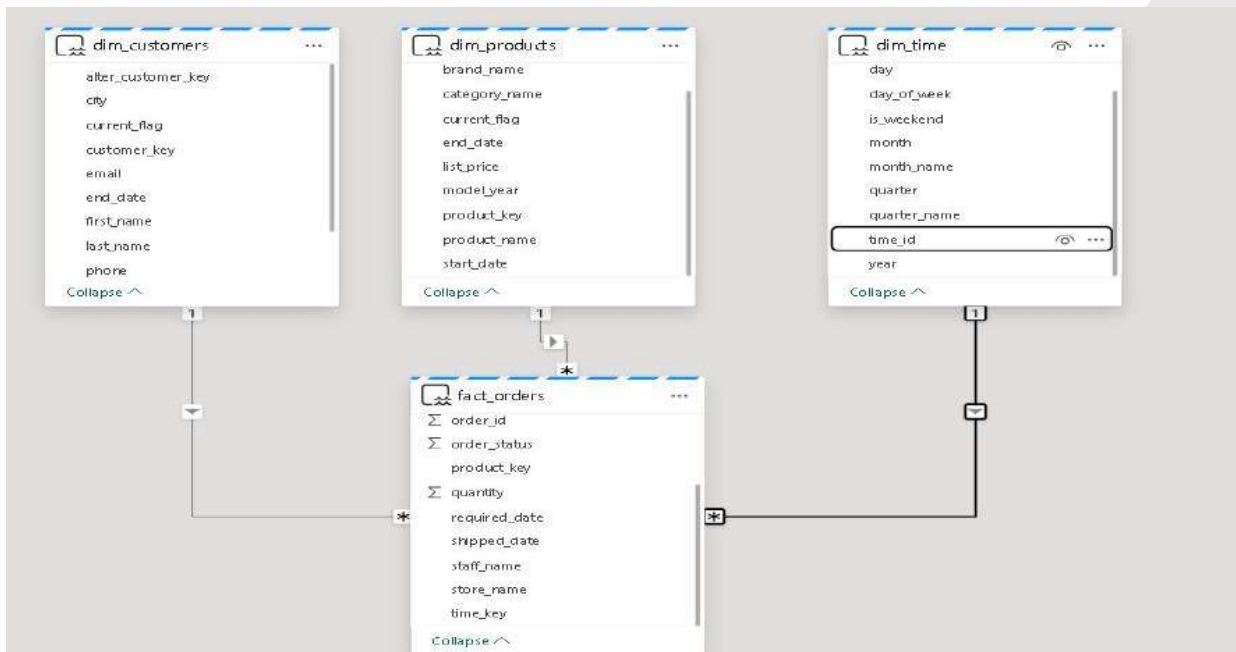 dim_customers
alter_customer_key
city
current_flag
customer_key
email
end_date
first_name
last_name
phone
Collapse
dim_products
brand_name
category_name
current_flag
end_date
list_price
model_year
product_key
product_name
start_date
Collapse
dim_time
day
day_of_week
is_weekend
month
month_name
quarter
quarter_name
time_id
year
Collapse
1
1
1
*
fact_orders
Σ order_id
Σ order_status
product_key
Σ quantity
required_date
shipped_date
staff_name
store_name
time_key
Collapse
*
*